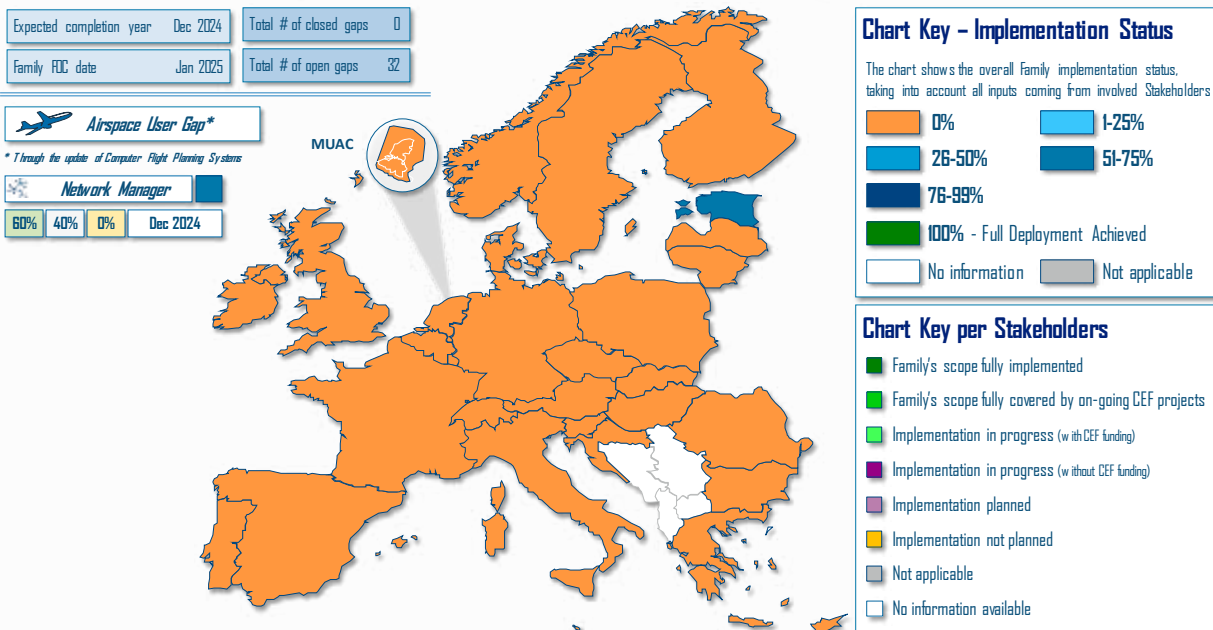 Expected completion year Dec 2024
Total # of closed gaps 0
Family FOC date Jan 2025
Total # of open gaps 32
Airspace User Gap*
* Through the update of Computer Flight Planning Systems
Network Manager
60% 40% 0% Dec 2024
MUAC
Chart Key – Implementation Status
The chart shows the overall Family implementation status,
taking into account all inputs coming from involved Stakeholders
0% 1-25%
26-50% 51-75%
76-99%
100% - Full Deployment Achieved
No information Not applicable
Chart Key per Stakeholders
Family's scope fully implemented
Family's scope fully covered by on-going CEF projects
Implementation in progress (with CEF funding)
Implementation in progress (without CEF funding)
Implementation planned
Implementation not planned
Not applicable
No information available